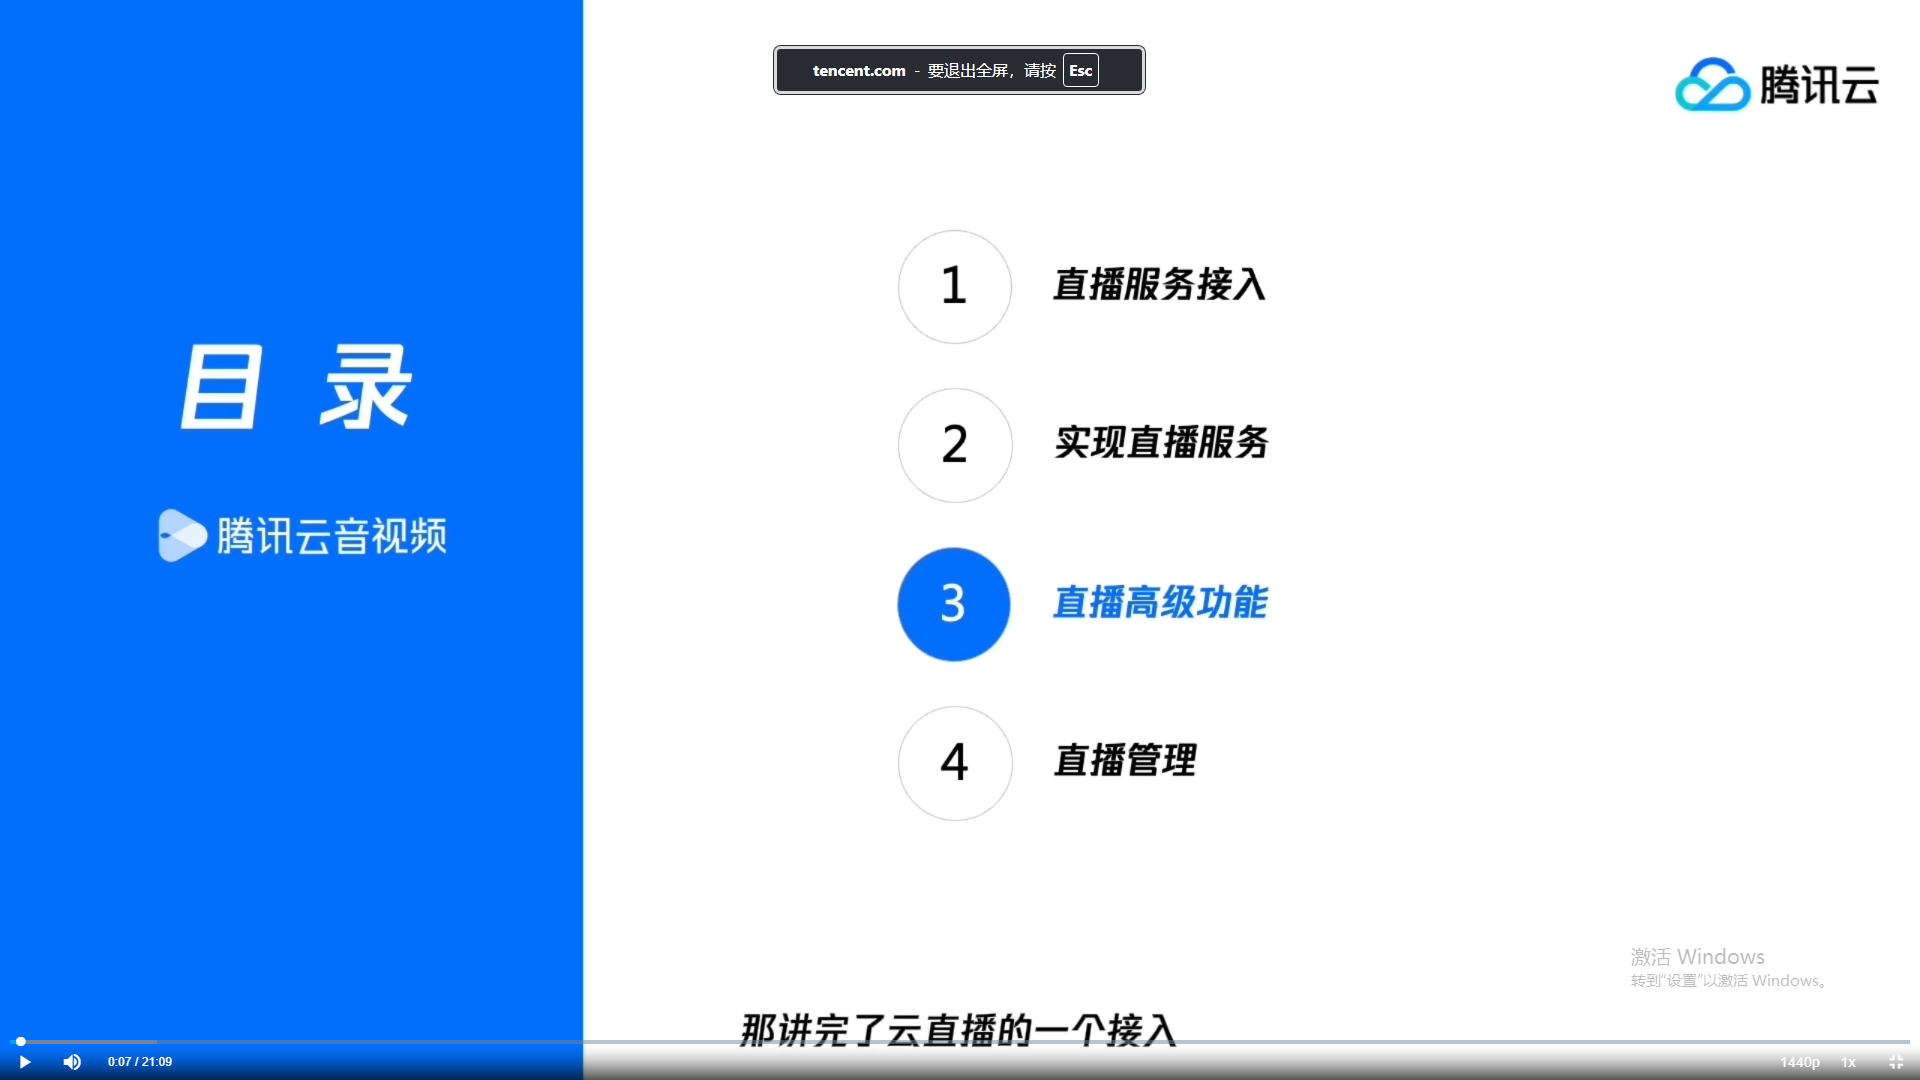 tencent.com - 要退出全屏，请按 Esc
腾讯云
目 录
腾讯云音视频
1 直播服务接入
2 实现直播服务
3 直播高级功能
4 直播管理
激活 Windows
转到“设置”以激活 Windows。
那讲完了云直播的一个接入
0:07 / 21:09 1440p 1x